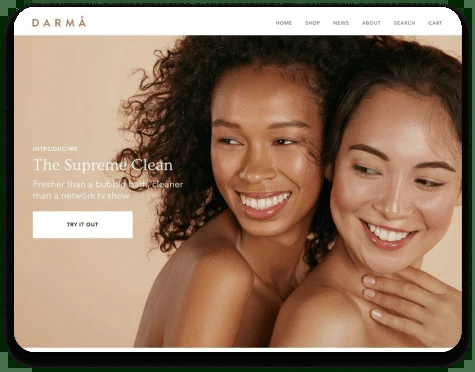 DARMÅ
HOME SHOP NEWS ABOUT SEARCH CART
INTRODUCING
The Supreme Clean
Fresher than a bubble bath, cleaner
than a network tv show
TRY IT OUT